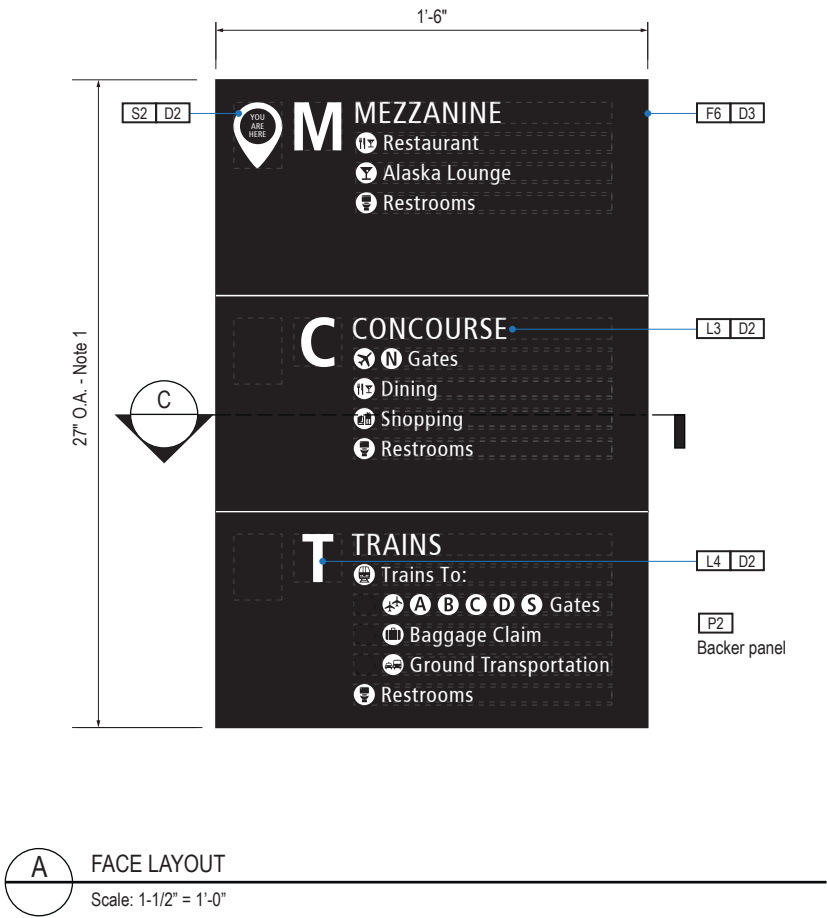 1'-6"
S2 D2
YOU
ARE
HERE
M MEZZANINE
F6 D3
Restaurant
Alaska Lounge
Restrooms
C CONCOURSE
L3 D2
N Gates
Dining
Shopping
Restrooms
27" O.A. - Note 1
C
T TRAINS
L4 D2
Trains To:
A B C D S Gates
Baggage Claim
Ground Transportation
Restrooms
P2
Backer panel
A FACE LAYOUT
Scale: 1-1/2” = 1’-0”